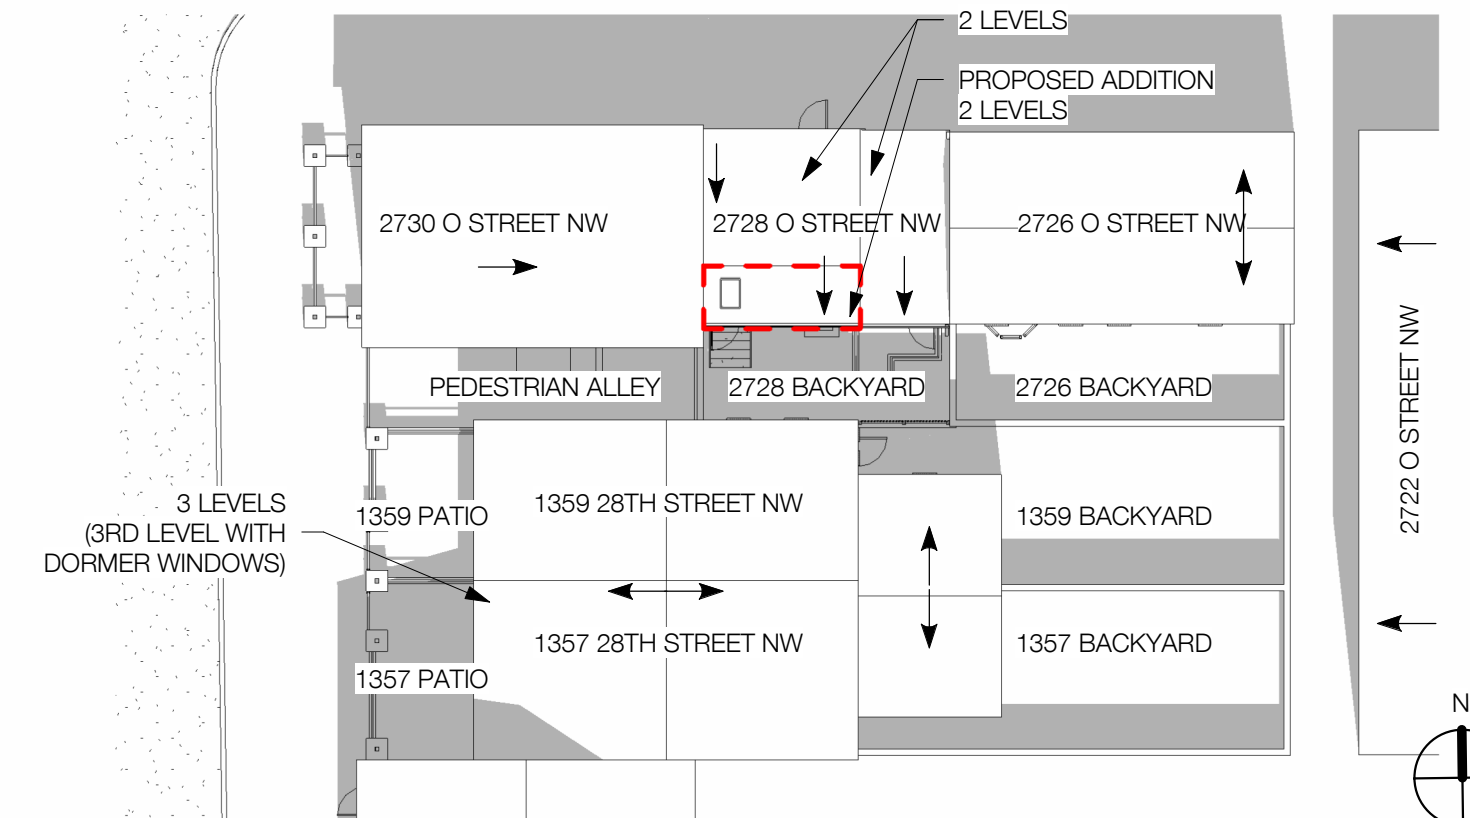 2 LEVELS
PROPOSED ADDITION
2 LEVELS
2730 O STREET NW
2728 O STREET NW
2726 O STREET NW
PEDESTRIAN ALLEY
2728 BACKYARD
2726 BACKYARD
2722 O STREET NW
3 LEVELS
(3RD LEVEL WITH
DORMER WINDOWS)
1359 PATIO
1359 28TH STREET NW
1359 BACKYARD
1357 28TH STREET NW
1357 BACKYARD
1357 PATIO
N